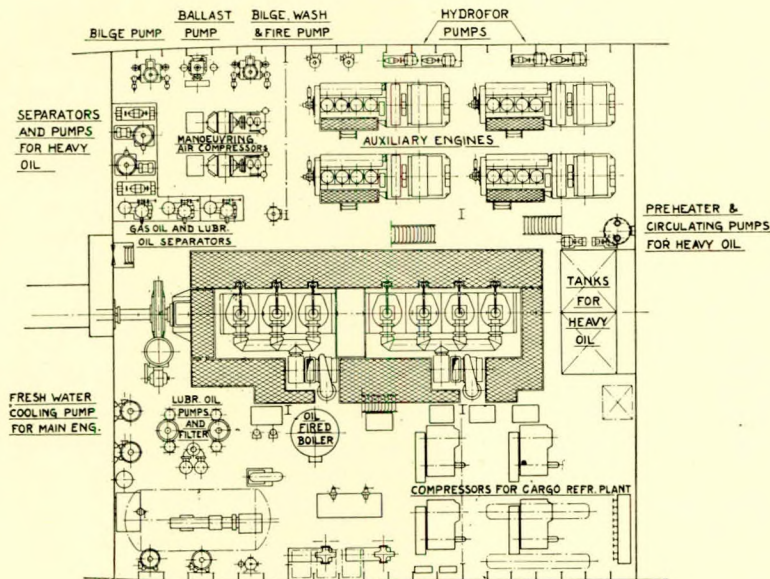 BILGE PUMP
BALLAST
PUMP
BILGE, WASH
& FIRE PUMP
HYDROFOR
PUMPS
SEPARATORS
AND PUMPS
FOR HEAVY
OIL
MANOEUVRING
AIR COMPRESSORS
AUXILIARY ENGINES
GAS OIL AND LUBR.
OIL SEPARATORS
PREHEATER &
CIRCULATING PUMPS
FOR HEAVY OIL
TANKS
FOR
HEAVY
OIL
FRESH WATER
COOLING PUMP
FOR MAIN ENG.
LUBR. OIL
PUMPS
AND
FILTER
OIL
FIRED
BOILER
COMPRESSORS FOR CARGO REFR. PLANT